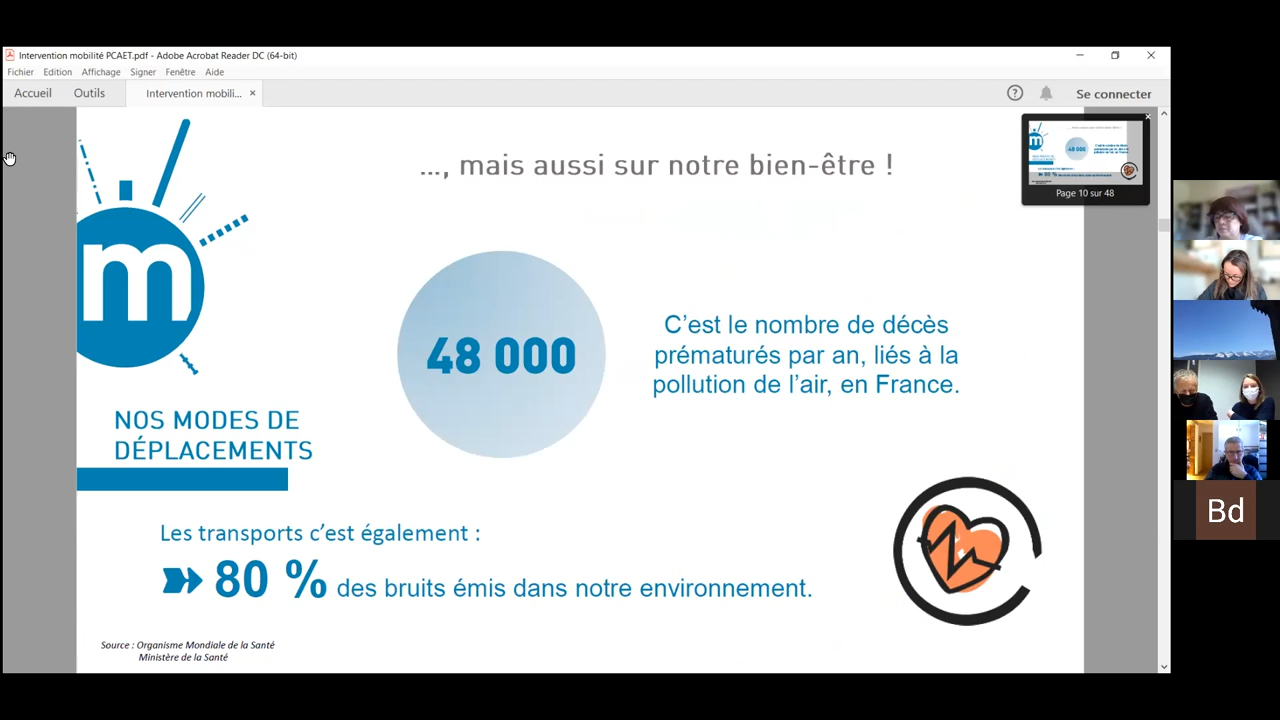 Intervention mobilité PCAET.pdf - Adobe Acrobat Reader DC (64-bit)
Fichier Edition Affichage Signer Fenêtre Aide
Accueil Outils Intervention mobili... × ? Se connecter
m
..., mais aussi sur notre bien-être !
Page 10 sur 48
48 000
C'est le nombre de décès
prématurés par an, liés à la
pollution de l'air, en France.
NOS MODES DE
DÉPLACEMENTS
Les transports c'est également :
80 % des bruits émis dans notre environnement.
Source : Organisme Mondiale de la Santé
Ministère de la Santé
Bd